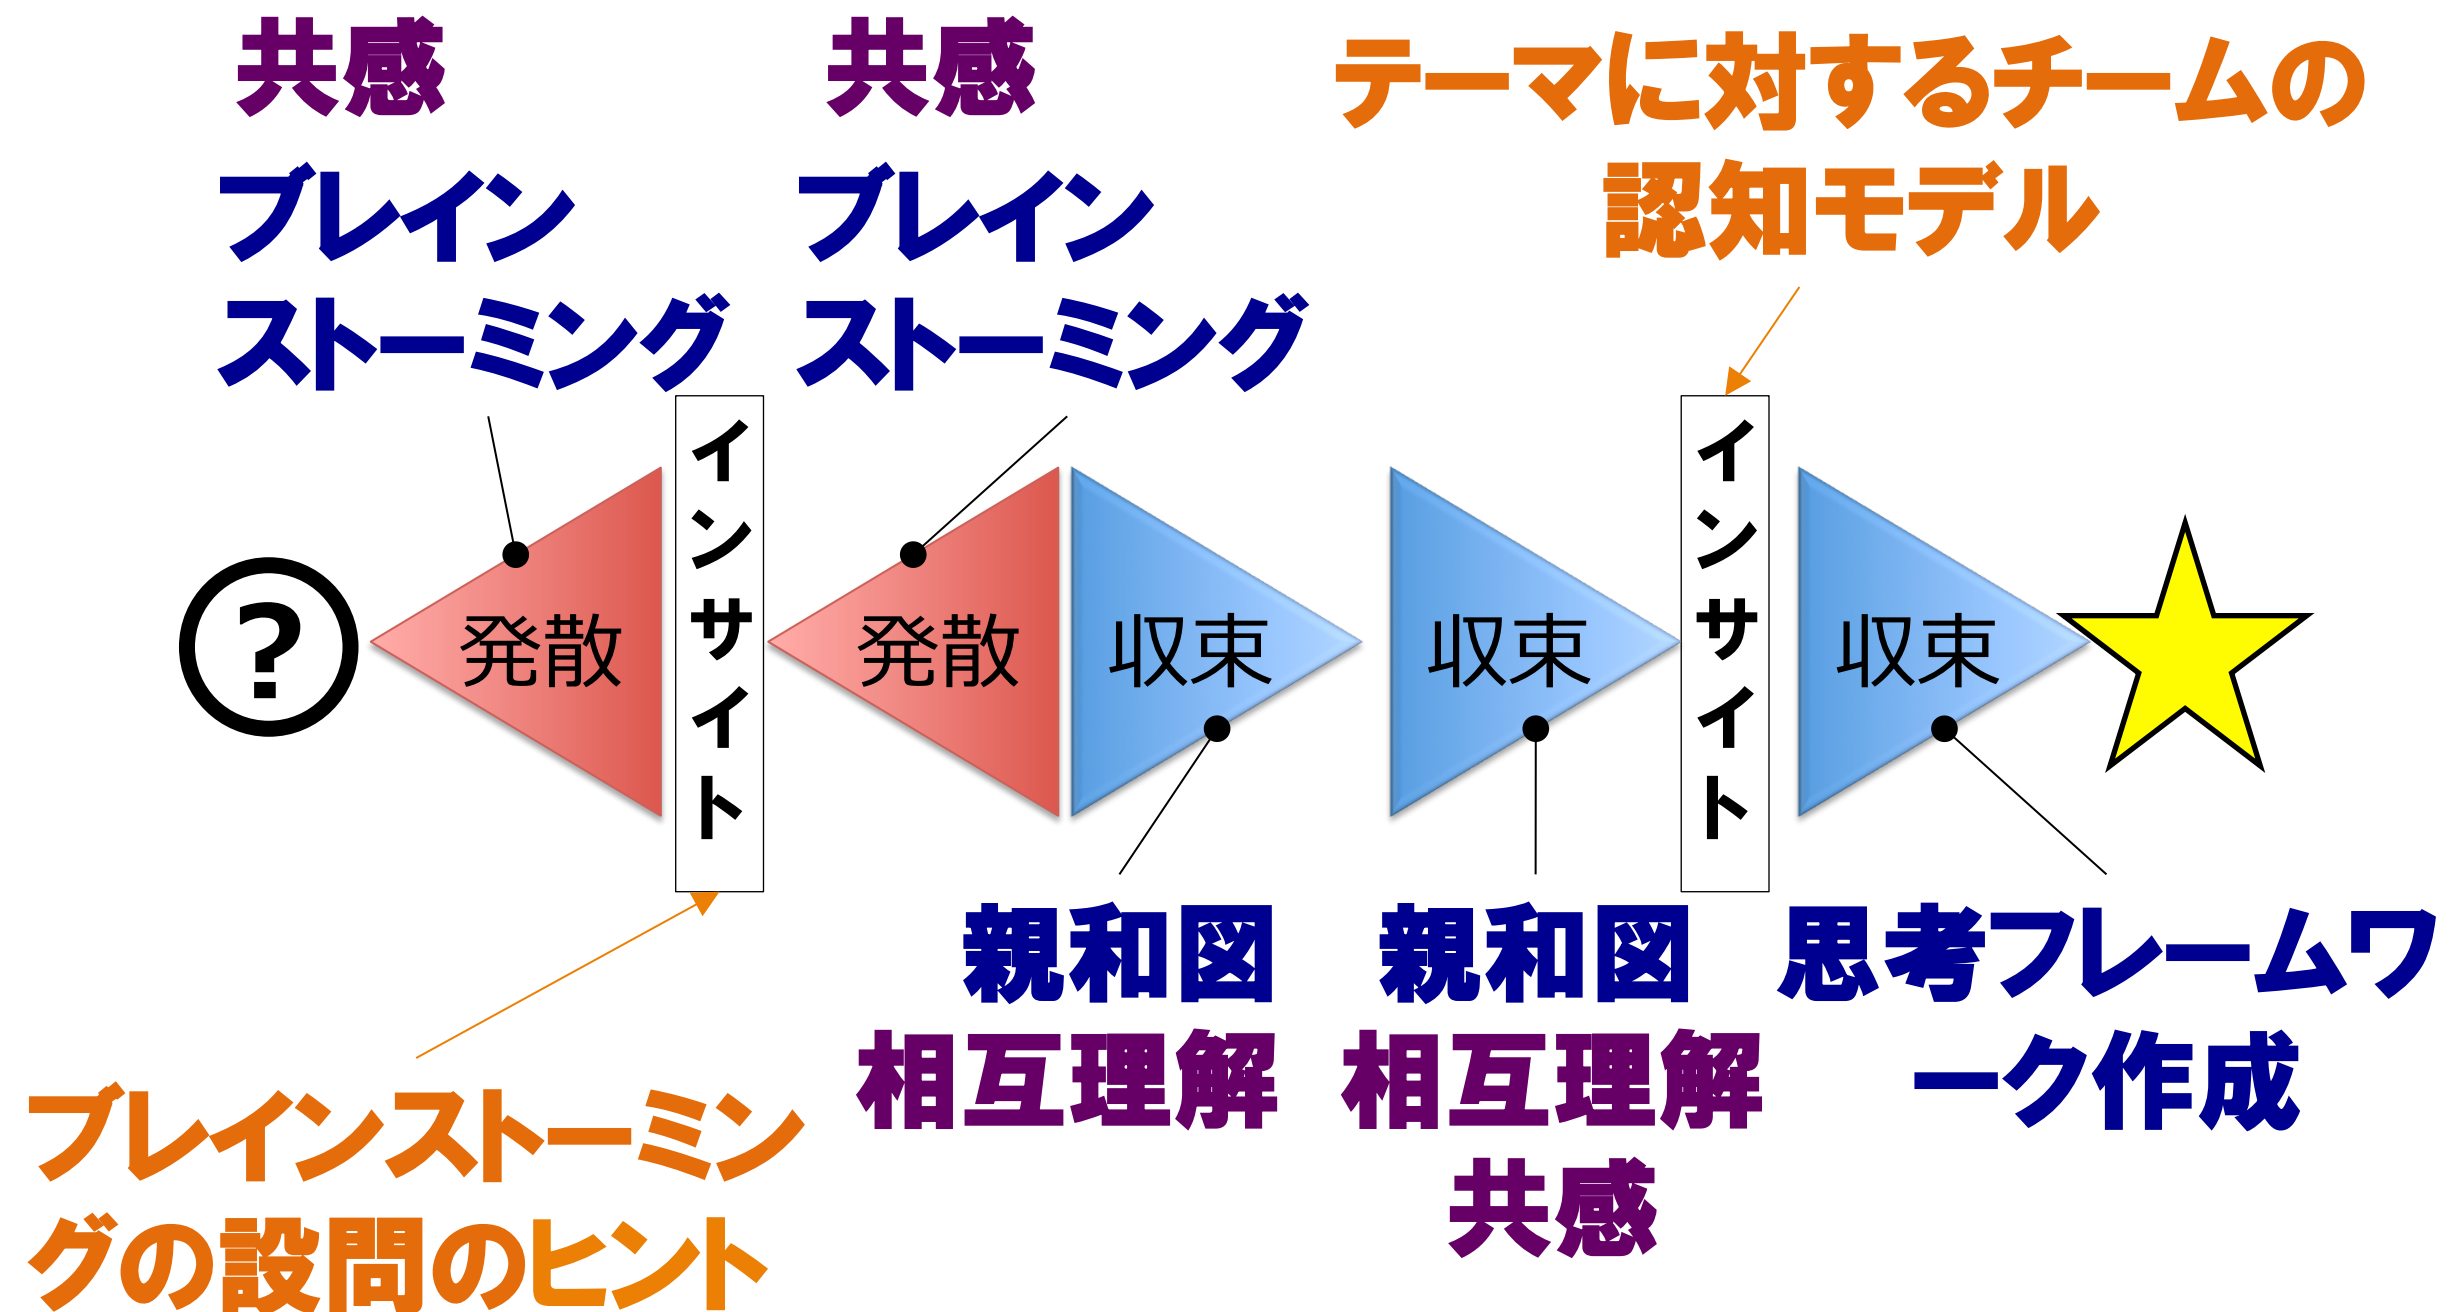 共感
ブレイン
ストーミング
共感
ブレイン
ストーミング
テーマに対するチームの
認知モデル
?
発散
インサイト
発散
収束
収束
インサイト
収束
親和図
相互理解
親和図
相互理解
共感
思考フレームワ
ーク作成
ブレインストーミン
グの設問のヒント